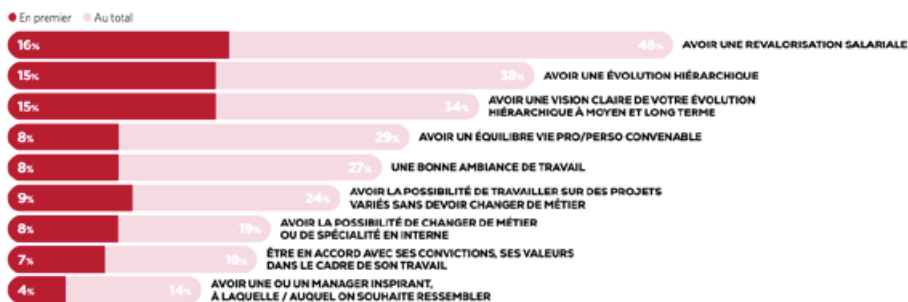 En premier Au total
16% 48% AVOIR UNE REVALORISATION SALARIALE
15% 38% AVOIR UNE ÉVOLUTION HIÉRARCHIQUE
15% 34% AVOIR UNE VISION CLAIRE DE VOTRE ÉVOLUTION
HIÉRARCHIQUE À MOYEN ET LONG TERME
8% 29% AVOIR UN ÉQUILIBRE VIE PRO/PERSO CONVENABLE
8% 27% UNE BONNE AMBIANCE DE TRAVAIL
9% 24% AVOIR LA POSSIBILITÉ DE TRAVAILLER SUR DES PROJETS
VARIÉS SANS DEVOIR CHANGER DE MÉTIER
8% 19% AVOIR LA POSSIBILITÉ DE CHANGER DE MÉTIER
OU DE SPÉCIALITÉ EN INTERNE
7% 18% ÊTRE EN ACCORD AVEC SES CONVICTIONS, SES VALEURS
DANS LE CADRE DE SON TRAVAIL
4% 14% AVOIR UNE OU UN MANAGER INSPIRANT,
À LAQUELLE / AUQUEL ON SOUHAITE RESSEMBLER